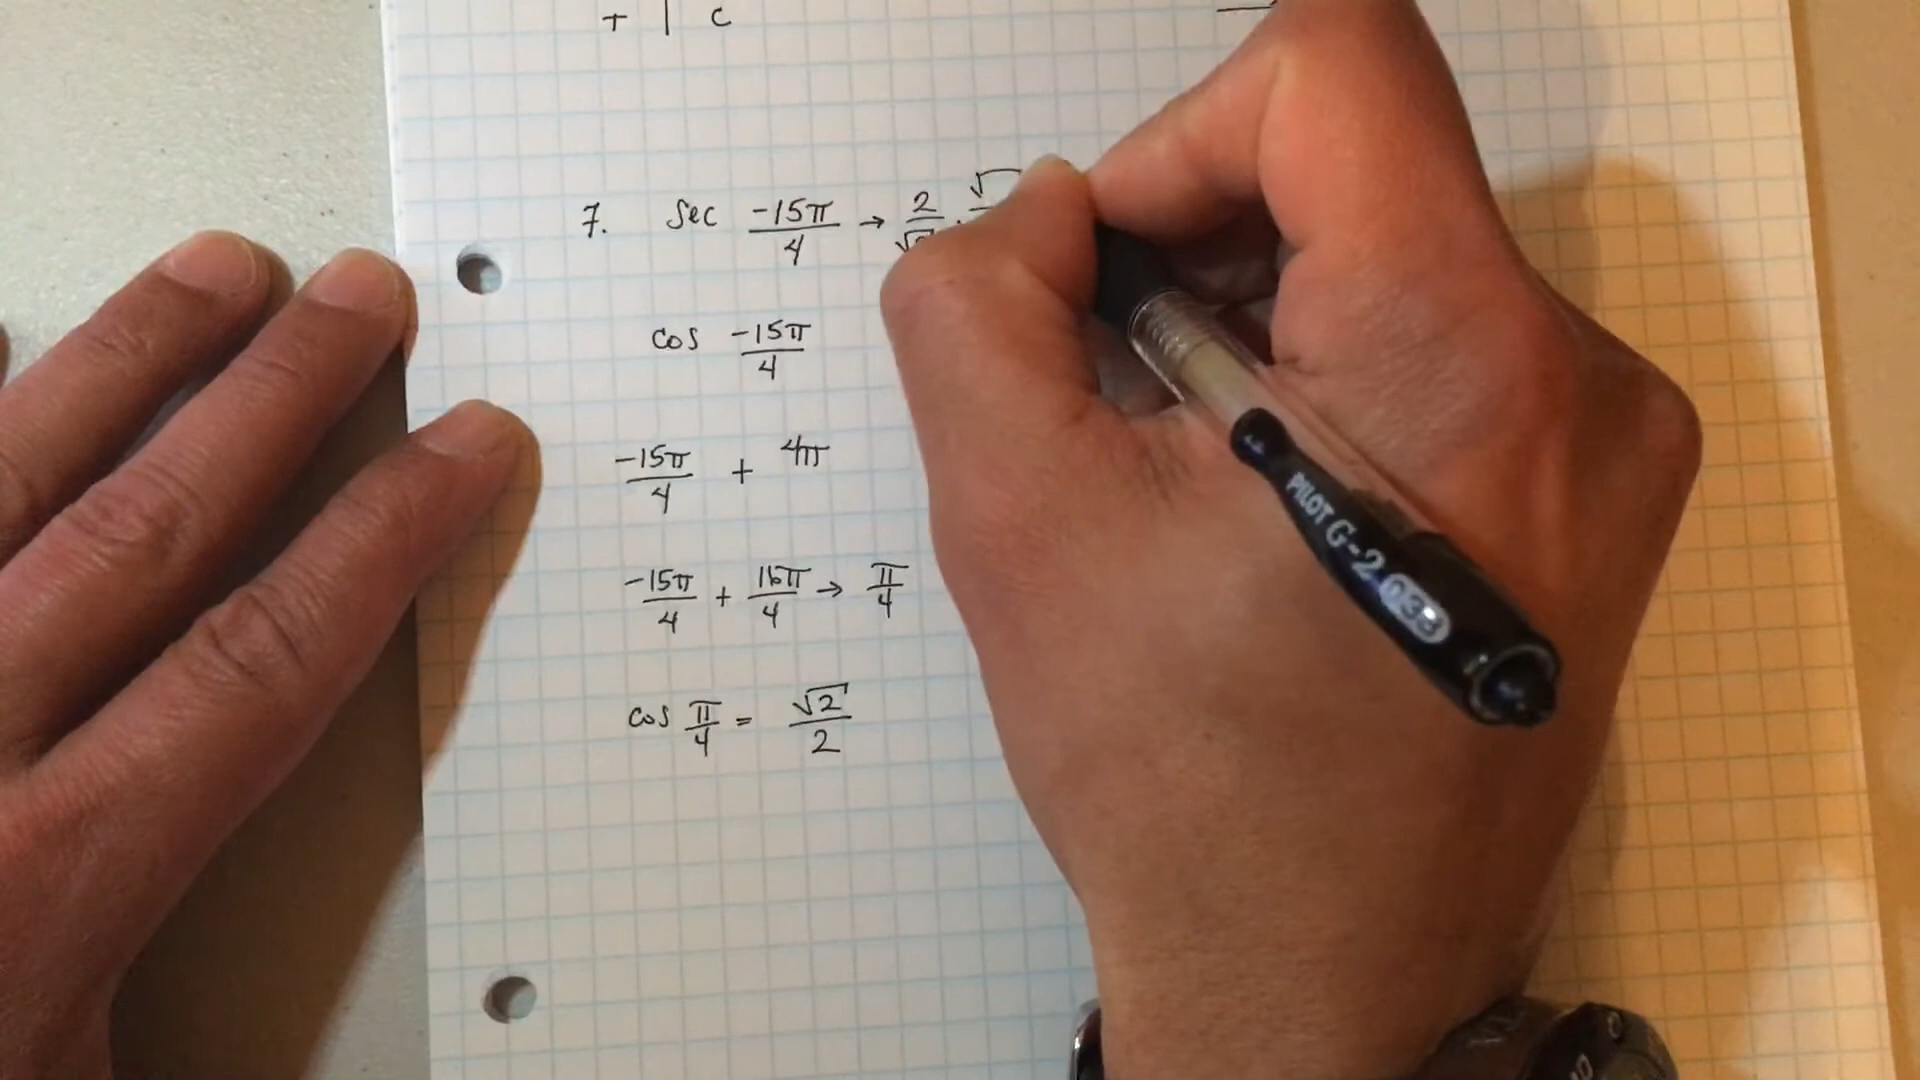 + | c
7. sec -15π/4 → 2/√ · √
cos -15π/4
-15π/4 + 4π
-15π/4 + 16π/4 → π/4
cos π/4 = √2/2
PILOT G-2 038